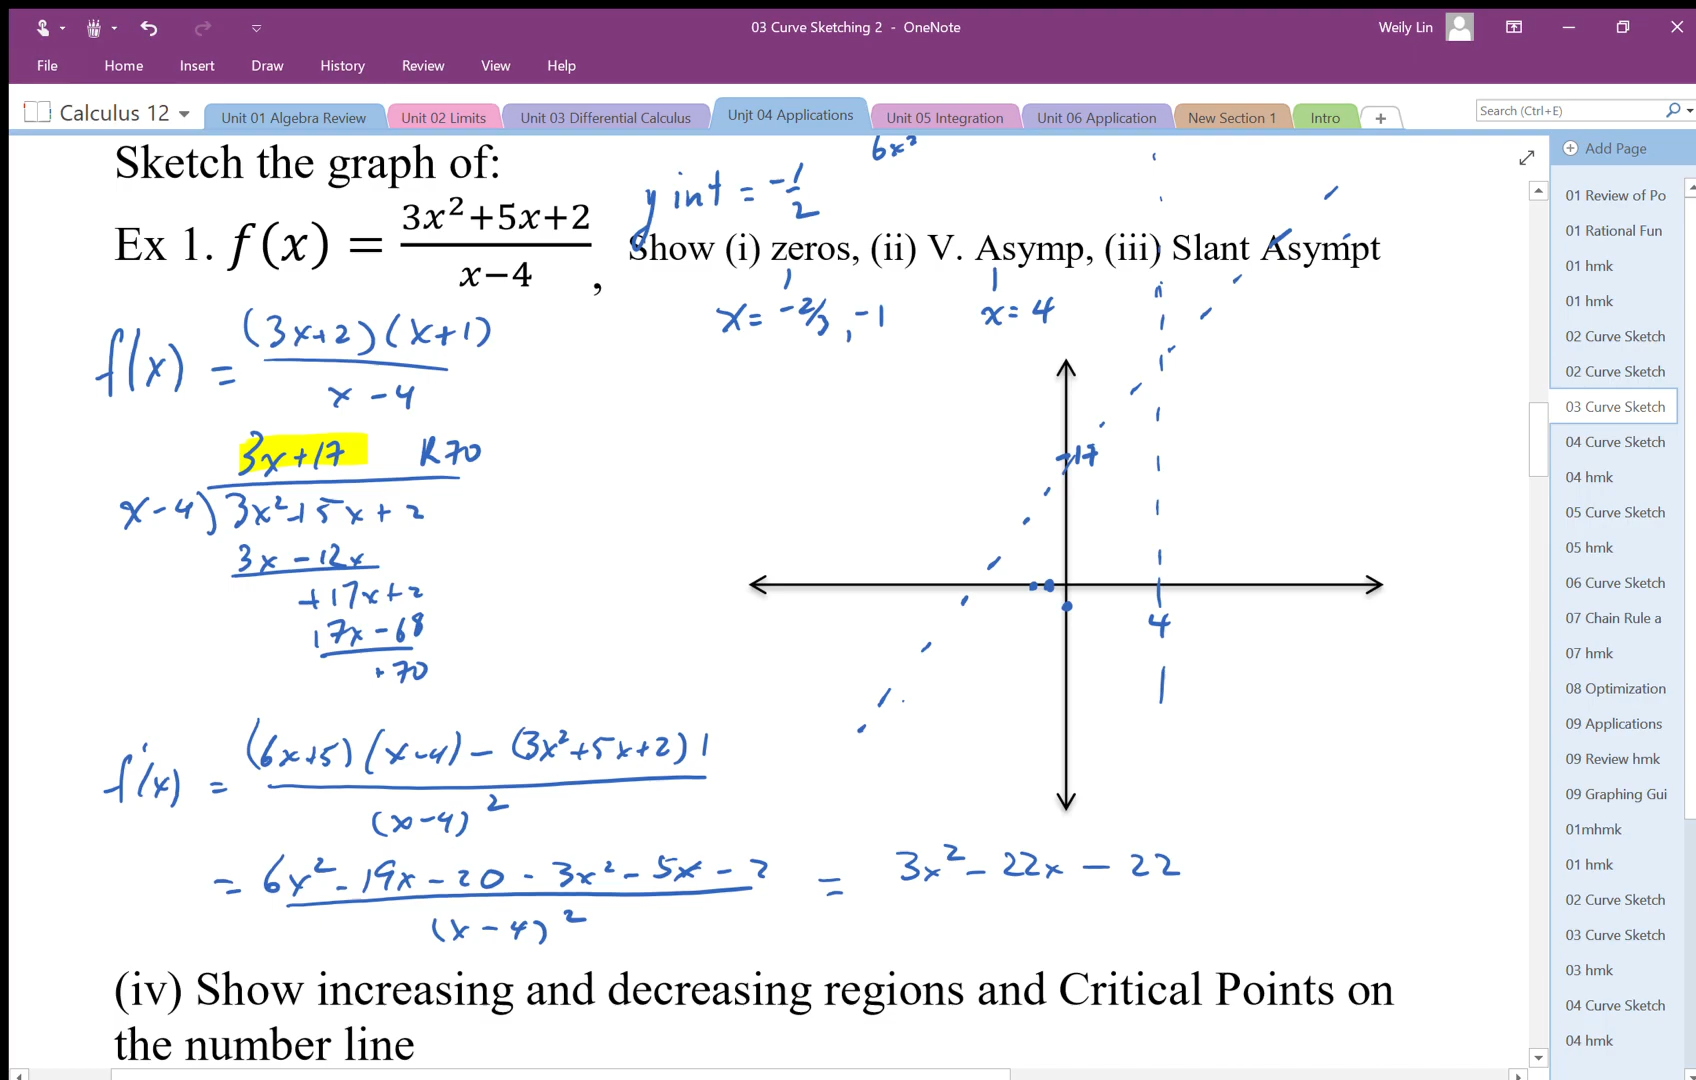 03 Curve Sketching 2 - OneNote
Weily Lin
File Home Insert Draw History Review View Help
Calculus 12
Unit 01 Algebra Review
Unit 02 Limits
Unit 03 Differential Calculus
Unit 04 Applications
Unit 05 Integration
Unit 06 Application
New Section 1
Intro
+
Search (Ctrl+E)
Sketch the graph of:
6x²
y int = -1/2
Ex 1. f(x) = (3x²+5x+2)/(x−4) , Show (i) zeros, (ii) V. Asymp, (iii) Slant Asympt
x = -2/3, -1
x = 4
f(x) = (3x+2)(x+1)/(x-4)
3x+17 R70
x-4)3x²+5x+2
3x - 12x
+17x+2
17x - 68
+70
17
4
f'(x) = ((6x+5)(x-4) - (3x²+5x+2)1)/(x-4)²
= (6x² - 19x - 20 - 3x² - 5x - 2)/(x-4)² = 3x² - 22x - 22
(iv) Show increasing and decreasing regions and Critical Points on
the number line
Add Page
01 Review of Po
01 Rational Fun
01 hmk
01 hmk
02 Curve Sketch
02 Curve Sketch
03 Curve Sketch
04 Curve Sketch
04 hmk
05 Curve Sketch
05 hmk
06 Curve Sketch
07 Chain Rule a
07 hmk
08 Optimization
09 Applications
09 Review hmk
09 Graphing Gui
01mhmk
01 hmk
02 Curve Sketch
03 Curve Sketch
03 hmk
04 Curve Sketch
04 hmk